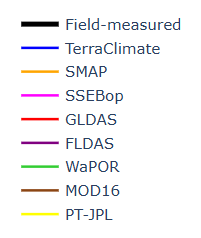 Field-measured
TerraClimate
SMAP
SSEBop
GLDAS
FLDAS
WaPOR
MOD16
PT-JPL